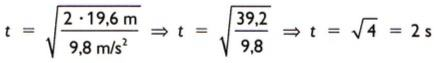 t = √(2 · 19,6 m / 9,8 m/s²) ⇒ t = √(39,2 / 9,8) ⇒ t = √4 = 2 s